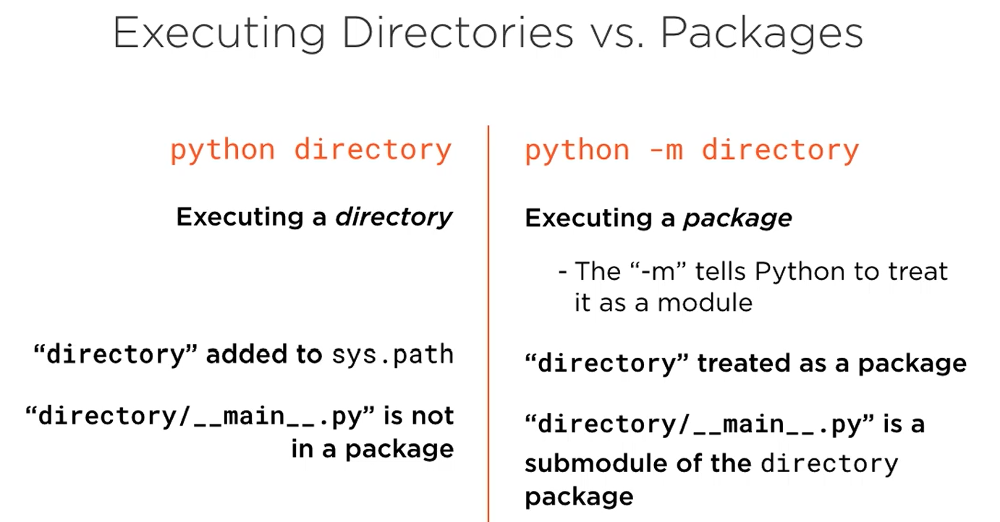 Executing Directories vs. Packages
python directory
Executing a directory
“directory” added to sys.path
“directory/__main__.py” is not
in a package
python -m directory
Executing a package
- The “-m” tells Python to treat
it as a module
“directory” treated as a package
“directory/__main__.py” is a
submodule of the directory
package